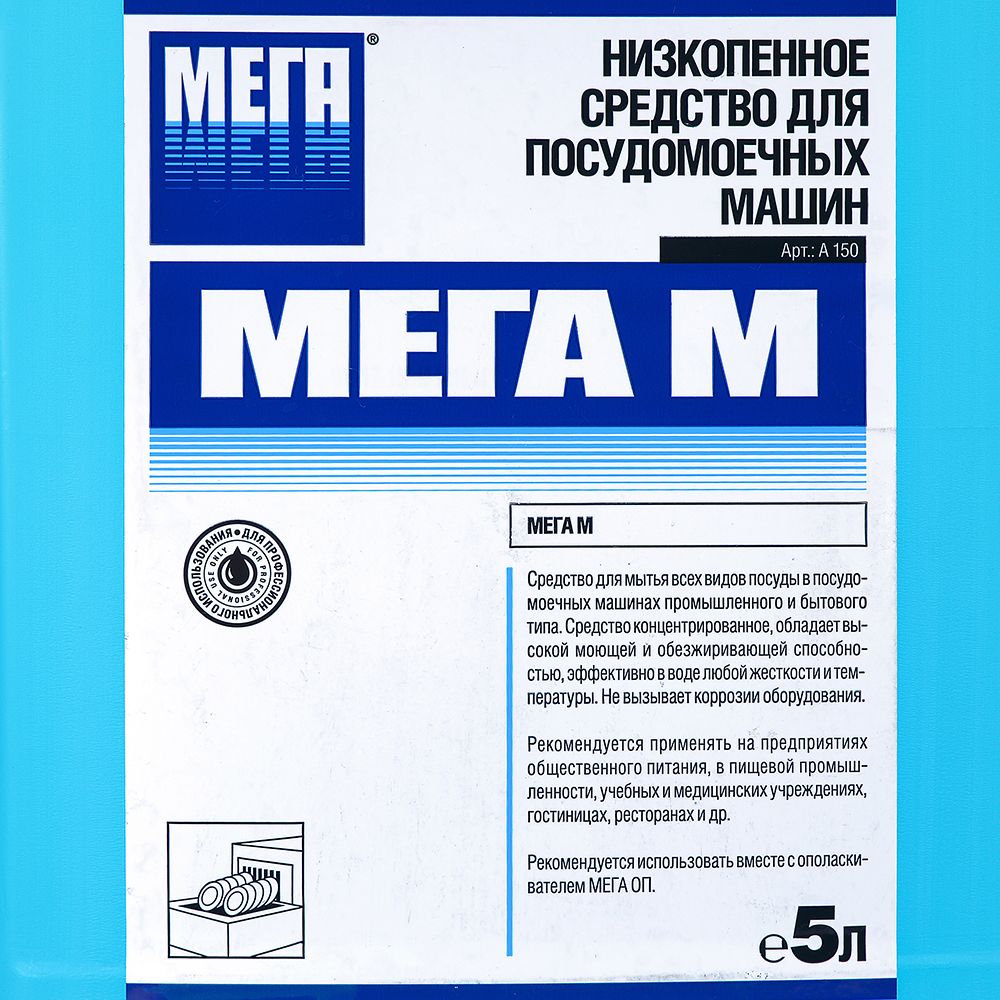 МЕГА®
НИЗКОПЕННОЕ
СРЕДСТВО ДЛЯ
ПОСУДОМОЕЧНЫХ
МАШИН
Арт.: А 150
МЕГА М
МЕГА М
ДЛЯ ПРОФЕССИОНАЛЬНОГО ИСПОЛЬЗОВАНИЯ •
FOR PROFESSIONAL USE ONLY
Средство для мытья всех видов посуды в посудо-
моечных машинах промышленного и бытового
типа. Средство концентрированное, обладает вы-
сокой моющей и обезжиривающей способно-
стью, эффективно в воде любой жесткости и тем-
пературы. Не вызывает коррозии оборудования.
Рекомендуется применять на предприятиях
общественного питания, в пищевой промыш-
ленности, учебных и медицинских учреждениях,
гостиницах, ресторанах и др.
Рекомендуется использовать вместе с ополаски-
вателем МЕГА ОП.
℮5л